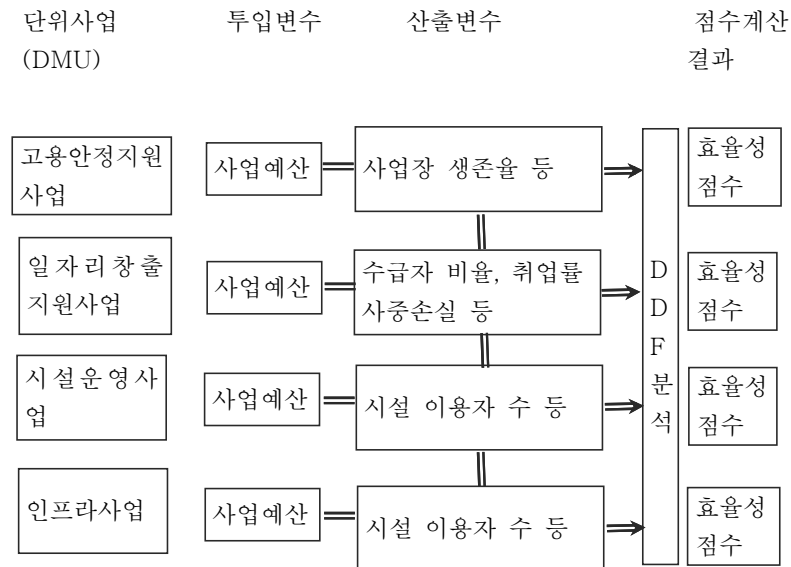 단위사업 투입변수 산출변수 점수계산
(DMU) 결과
고용안정지원 사업예산 사업장 생존율 등 효율성
사업 점수
일자리창출 사업예산 수급자 비율, 취업률 효율성
지원사업 사중손실 등 점수
시설운영사 사업예산 시설 이용자 수 등 효율성
업 점수
인프라사업 사업예산 시설 이용자 수 등 효율성
점수
D
D
F
분
석